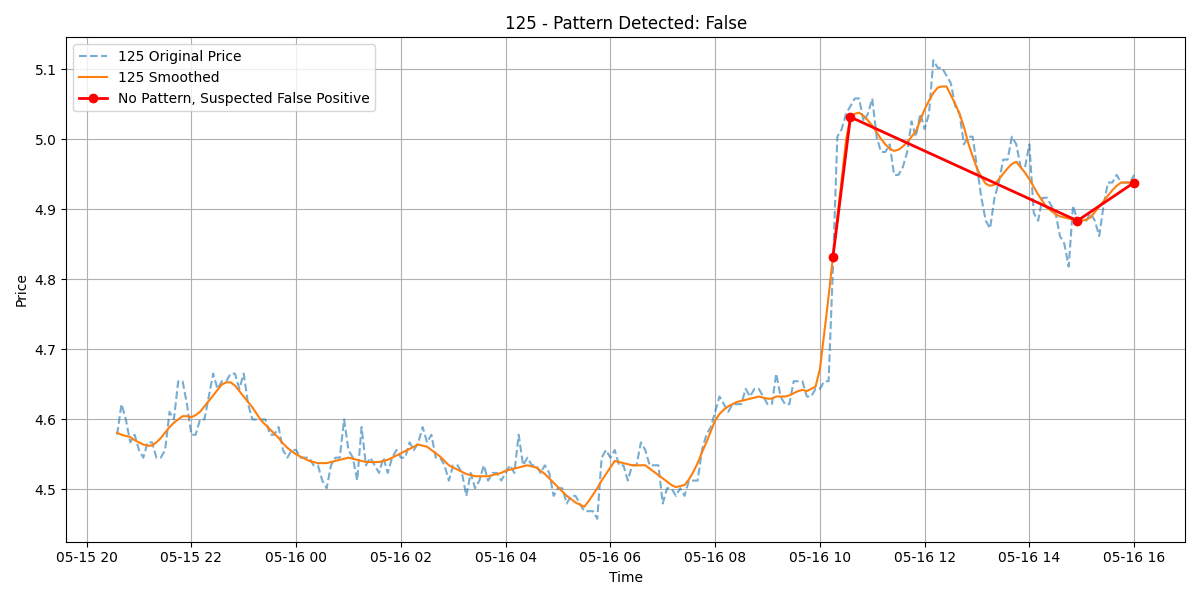 125 - Pattern Detected: False
125 Original Price
125 Smoothed
No Pattern, Suspected False Positive
Price
5.1
5.0
4.9
4.8
4.7
4.6
4.5
05-15 20 05-15 22 05-16 00 05-16 02 05-16 04 05-16 06 05-16 08 05-16 10 05-16 12 05-16 14 05-16 16
Time